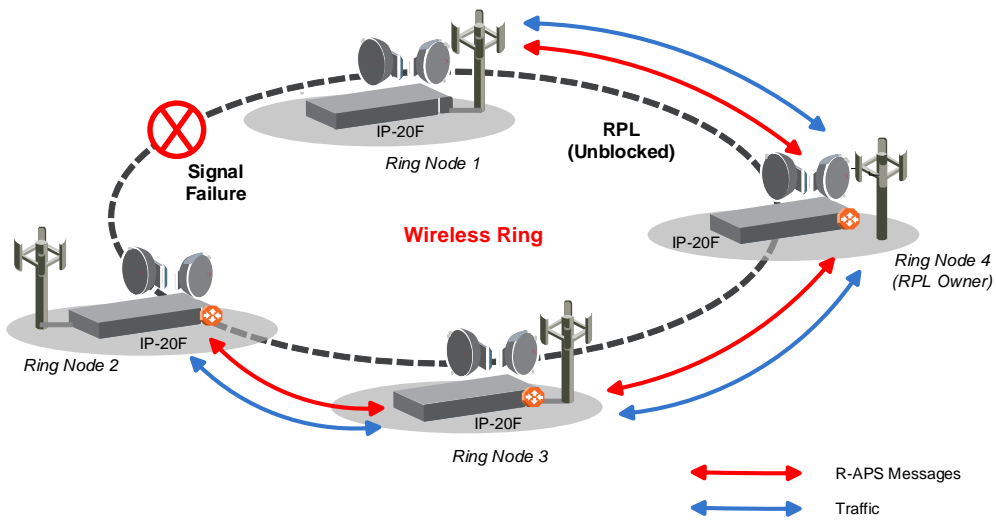 IP-20F
Ring Node 1
RPL
(Unblocked)
Signal
Failure
Wireless Ring
IP-20F
Ring Node 4
(RPL Owner)
IP-20F
Ring Node 2
IP-20F
Ring Node 3
R-APS Messages
Traffic